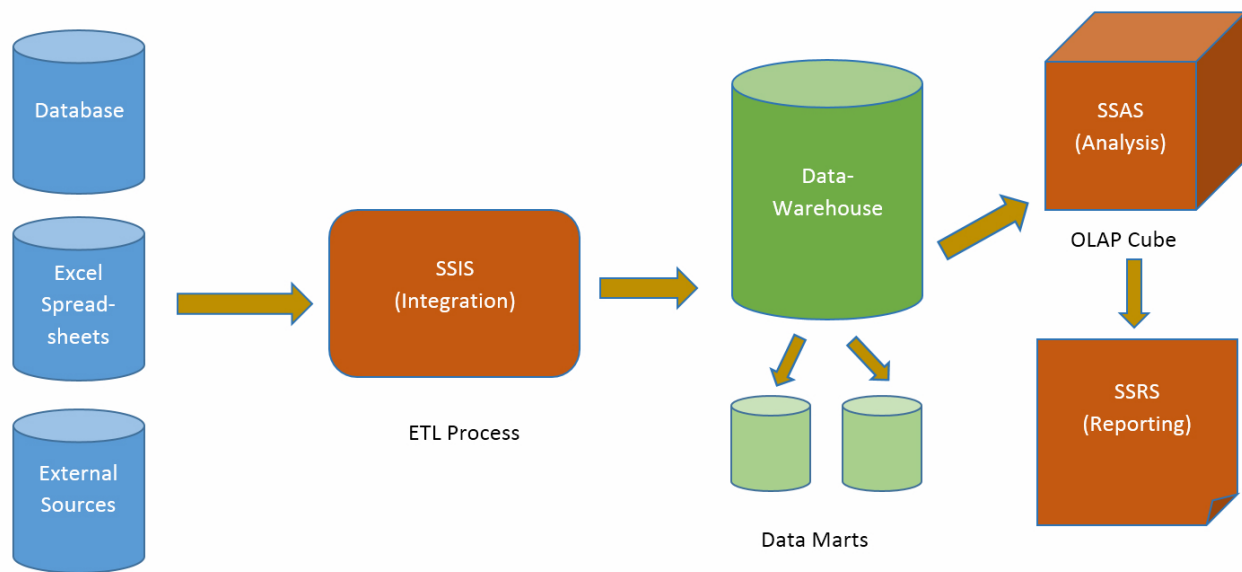 Database
Excel
Spread-
sheets
External
Sources
SSIS
(Integration)
ETL Process
Data-
Warehouse
Data Marts
SSAS
(Analysis)
OLAP Cube
SSRS
(Reporting)